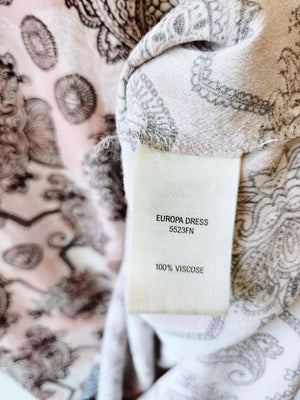 EUROPA DRESS
5523FN
100% VISCOSE